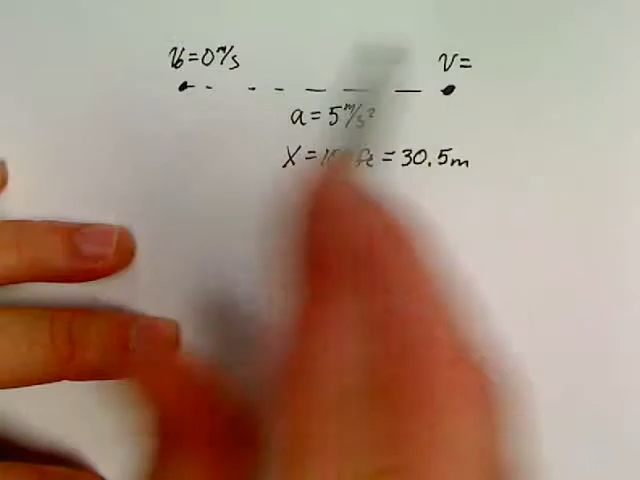 v₀=0m/s v=
a=5m/s²
X= ft=30.5m